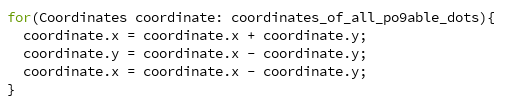 for(Coordinates coordinate: coordinates_of_all_po9able_dots){
  coordinate.x = coordinate.x + coordinate.y;
  coordinate.y = coordinate.x - coordinate.y;
  coordinate.x = coordinate.x - coordinate.y;
}